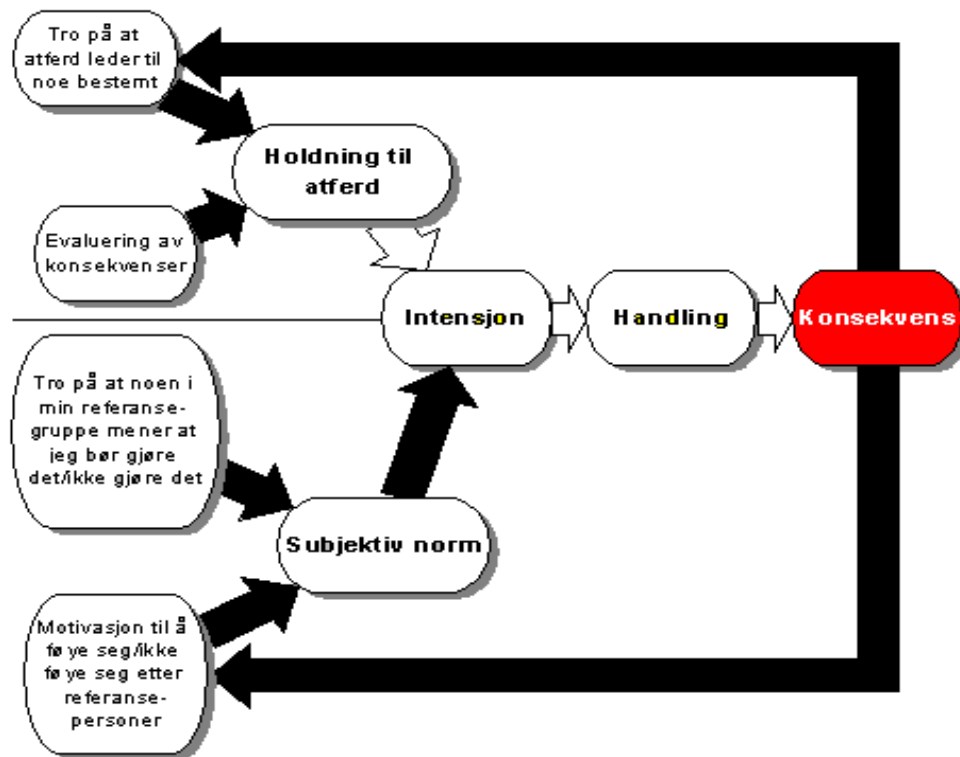 Tro på at
atferd leder til
noe bestemt
Holdning til
atferd
Evaluering av
konsekvenser
Intensjon
Handling
Konsekvens
Tro på at noen i
min referanse-
gruppe mener at
jeg bør gjøre
det/ikke gjøre det
Subjektiv norm
Motivasjon til å
føye seg/ikke
føye seg etter
referanse-
personer